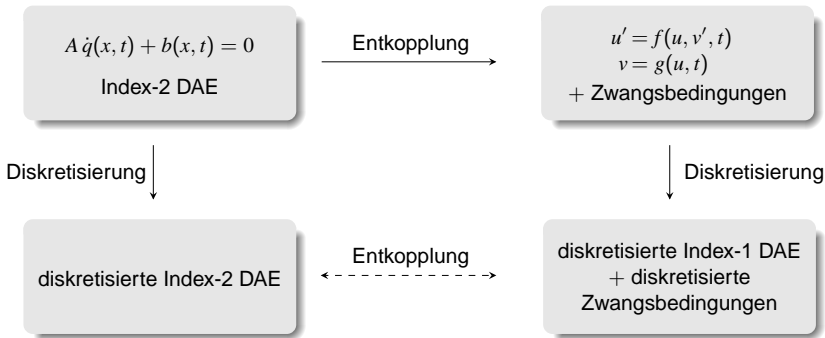 A q̇(x, t) + b(x, t) = 0
Index-2 DAE
Entkopplung
u′ = f(u, v′, t)
v = g(u, t)
+ Zwangsbedingungen
Diskretisierung
Diskretisierung
diskretisierte Index-2 DAE
Entkopplung
diskretisierte Index-1 DAE
+ diskretisierte
Zwangsbedingungen